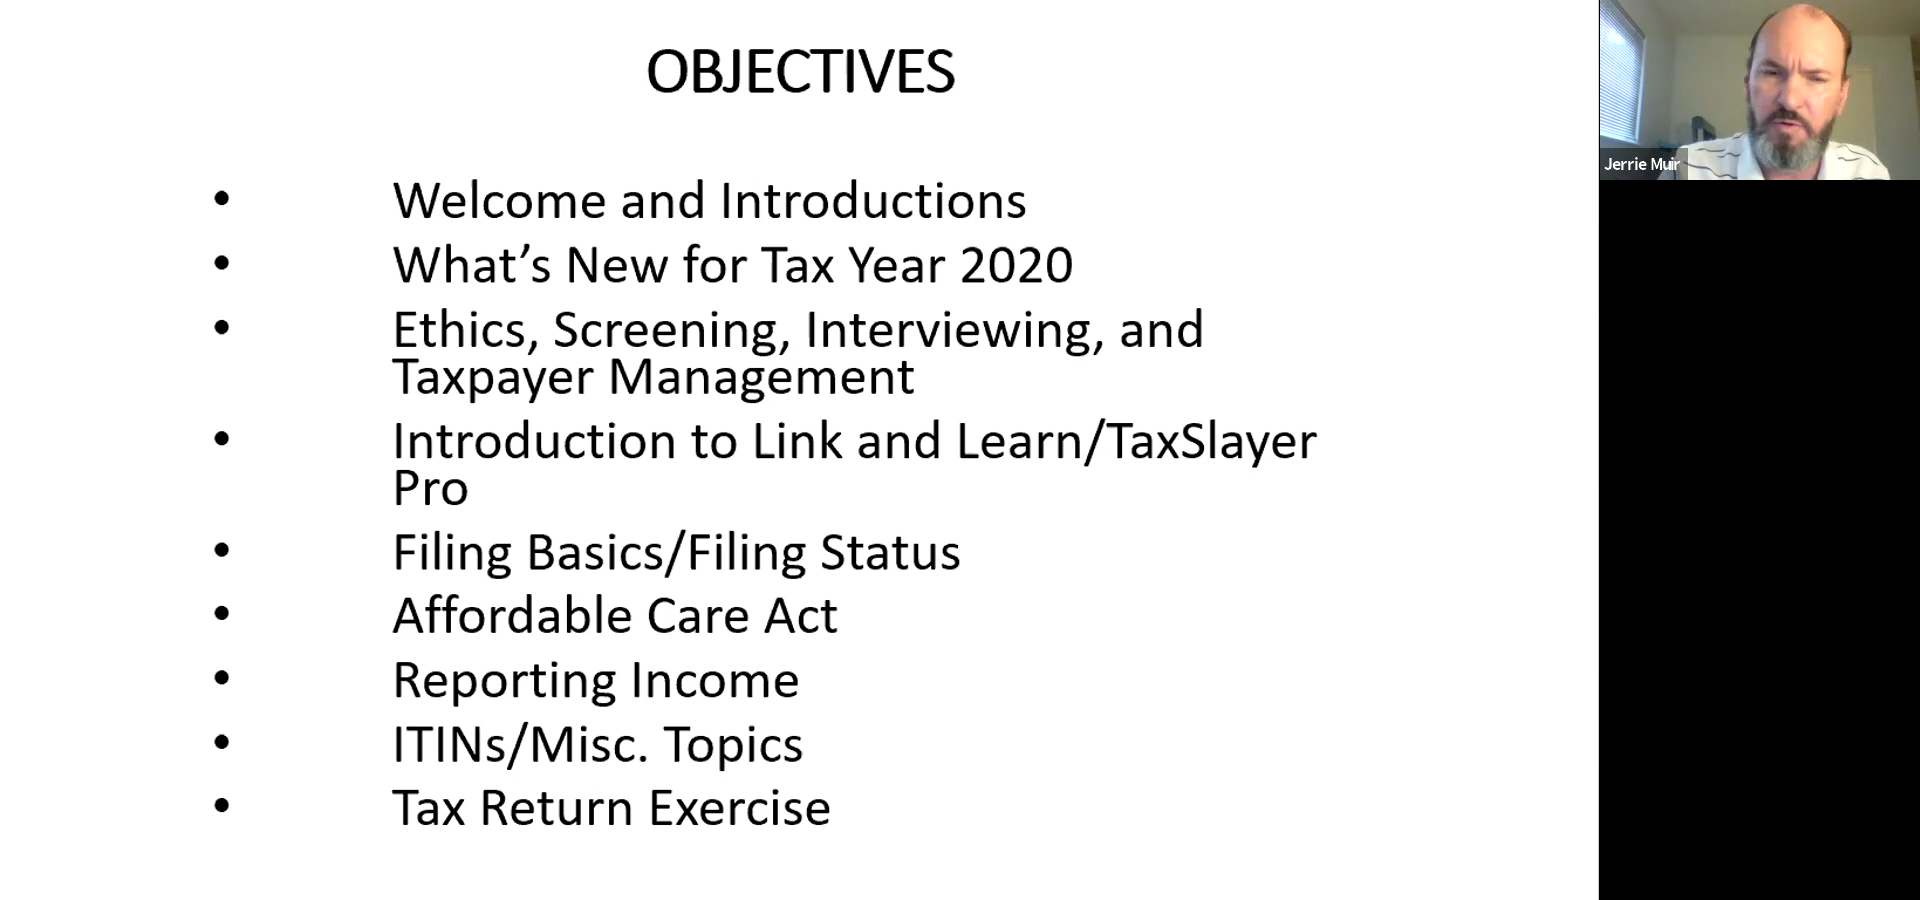 OBJECTIVES
• Welcome and Introductions
• What’s New for Tax Year 2020
• Ethics, Screening, Interviewing, and
Taxpayer Management
• Introduction to Link and Learn/TaxSlayer
Pro
• Filing Basics/Filing Status
• Affordable Care Act
• Reporting Income
• ITINs/Misc. Topics
• Tax Return Exercise
Jerrie Muir